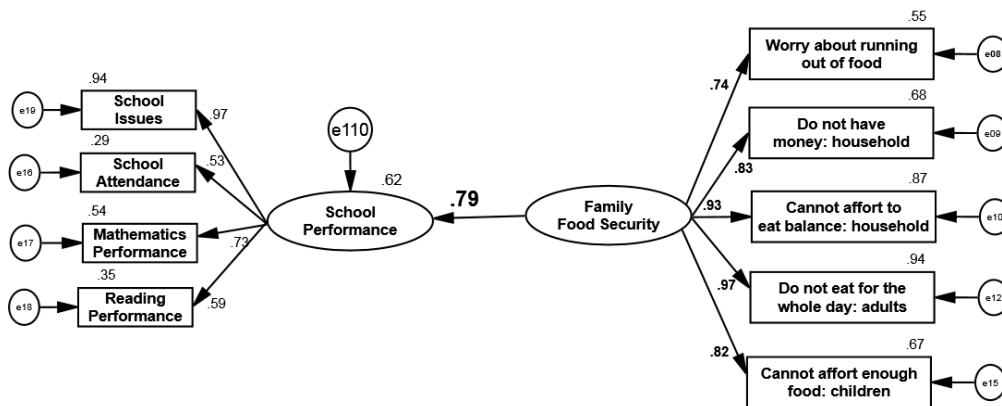 .94
e19
School
Issues
.97
.29
e16
School
Attendance
.53
.54
e17
Mathematics
Performance
.73
.35
e18
Reading
Performance
.59
e110
.62
School
Performance
.79
Family
Food Security
.55
Worry about running
out of food
e08
.74
.68
Do not have
money: household
e09
.83
.87
Cannot affort to
eat balance: household
e10
.93
.94
Do not eat for the
whole day: adults
e12
.97
.67
Cannot affort enough
food: children
e15
.82